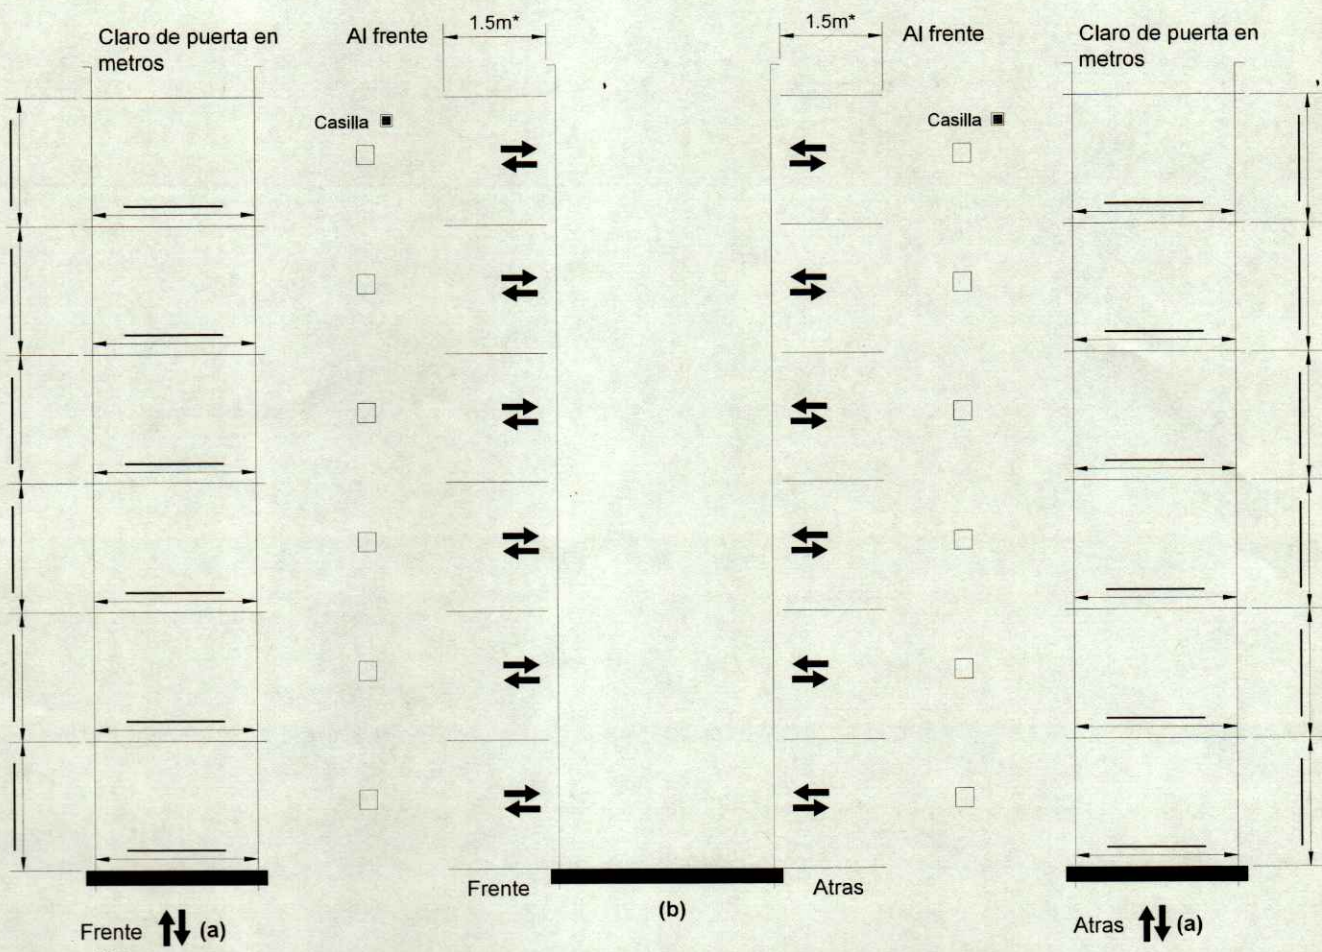 Claro de puerta en
metros
Al frente
1.5m*
1.5m*
Al frente
Claro de puerta en
metros
Casilla
Casilla
Frente
Atras
(b)
Frente
(a)
Atras
(a)